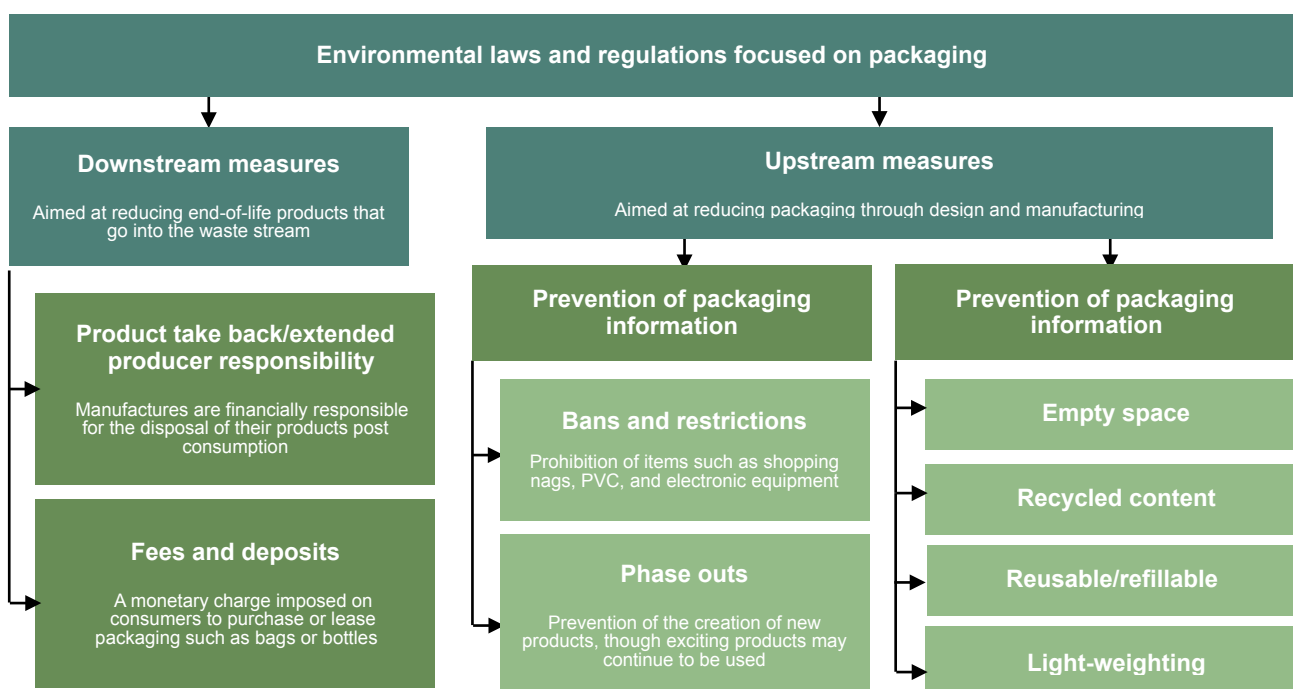 Environmental laws and regulations focused on packaging
Downstream measures
Aimed at reducing end-of-life products that
go into the waste stream
Product take back/extended
producer responsibility
Manufactures are financially responsible
for the disposal of their products post
consumption
Fees and deposits
A monetary charge imposed on
consumers to purchase or lease
packaging such as bags or bottles
Upstream measures
Aimed at reducing packaging through design and manufacturing
Prevention of packaging
information
Bans and restrictions
Prohibition of items such as shopping
nags, PVC, and electronic equipment
Phase outs
Prevention of the creation of new
products, though exciting products may
continue to be used
Prevention of packaging
information
Empty space
Recycled content
Reusable/refillable
Light-weighting